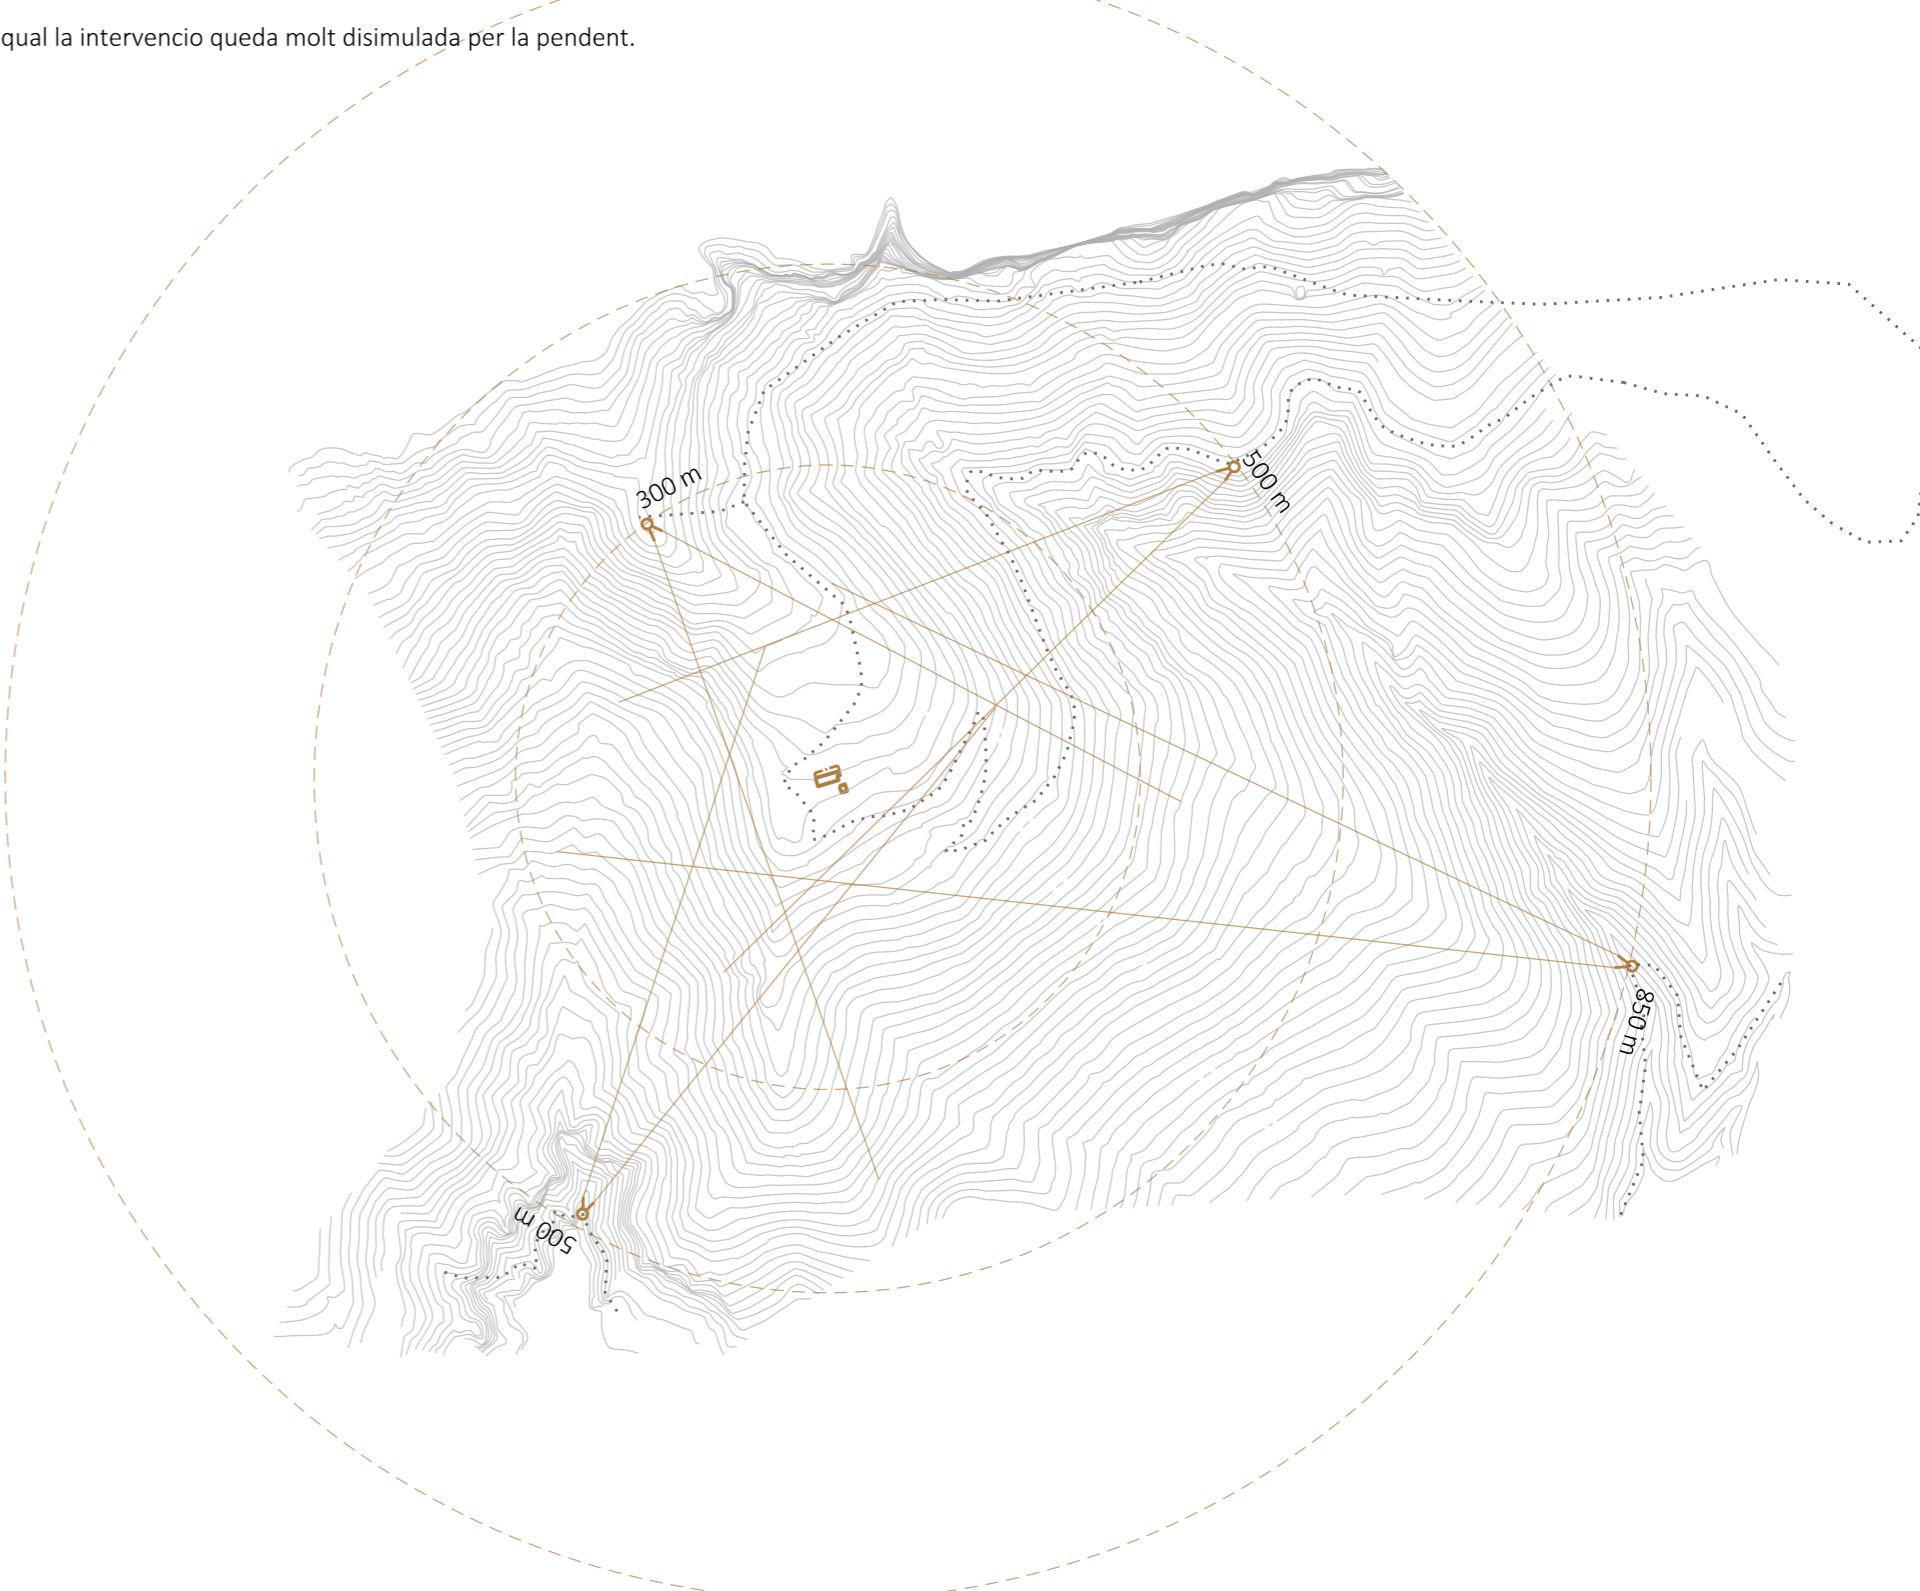 qual la intervencio queda molt disimulada per la pendent.
300 m
500 m
850 m
500 m